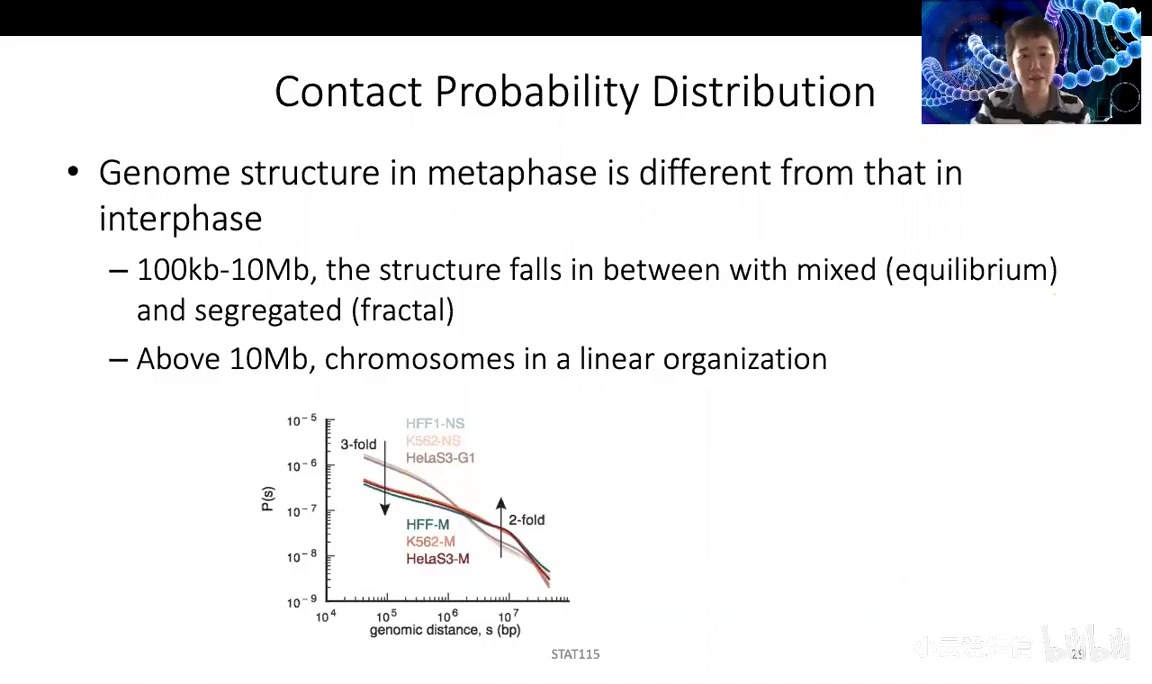 Contact Probability Distribution
• Genome structure in metaphase is different from that in
interphase
– 100kb-10Mb, the structure falls in between with mixed (equilibrium)
and segregated (fractal)
– Above 10Mb, chromosomes in a linear organization
10⁻⁵
10⁻⁶
10⁻⁷
10⁻⁸
10⁻⁹
P(s)
3-fold
HFF1-NS
K562-NS
HeLaS3-G1
2-fold
HFF-M
K562-M
HeLaS3-M
10⁴ 10⁵ 10⁶ 10⁷
genomic distance, s (bp)
STAT115
bilibili